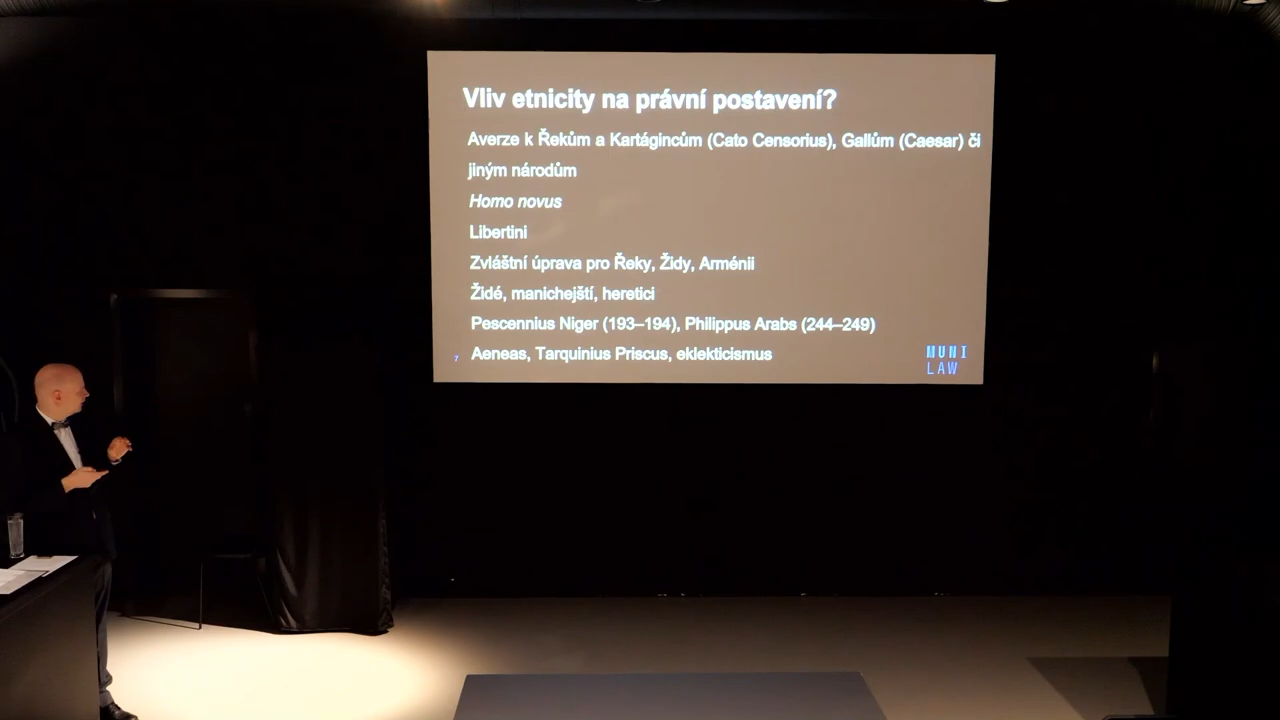 Vliv etnicity na právní postavení?
Averze k Řekům a Kartágincům (Cato Censorius), Gallům (Caesar) či
jiným národům
Homo novus
Libertini
Zvláštní úprava pro Řeky, Židy, Arménii
Židé, manichejští, heretici
Pescennius Niger (193–194), Philippus Arabs (244–249)
Aeneas, Tarquinius Priscus, eklekticismus
7
MUNI
LAW